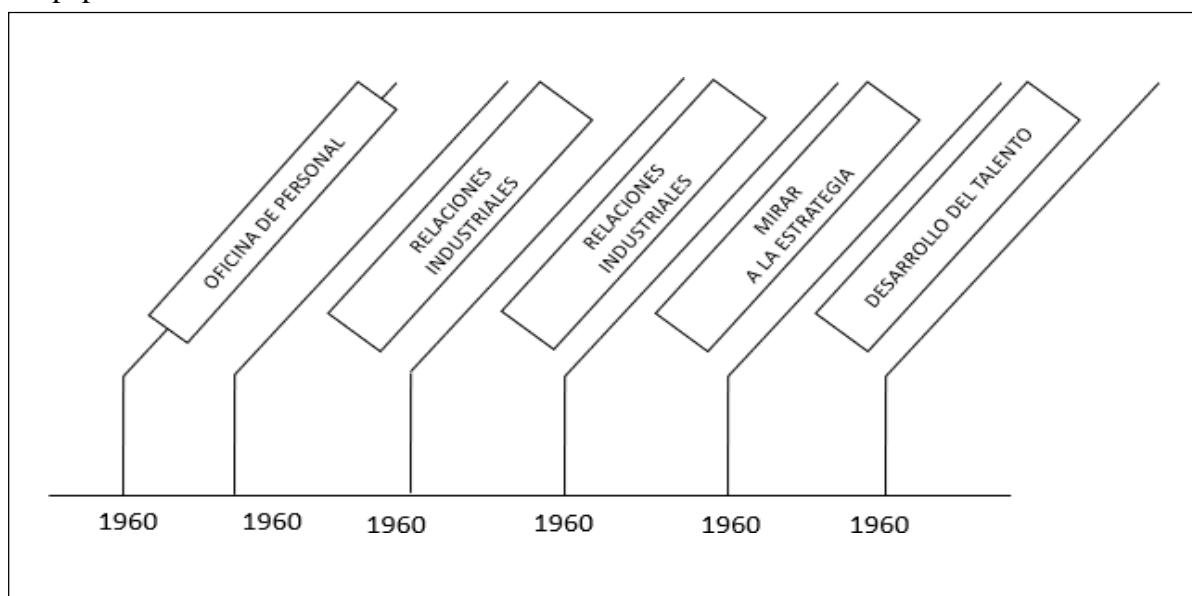 OFICINA DE PERSONAL
RELACIONES
INDUSTRIALES
RELACIONES
INDUSTRIALES
MIRAR
A LA ESTRATEGIA
DESARROLLO DEL TALENTO
1960
1960
1960
1960
1960
1960